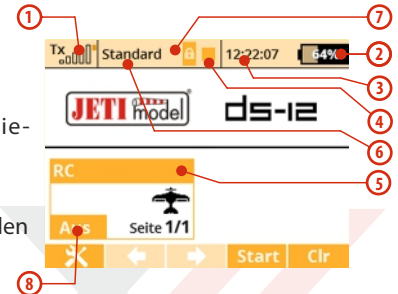 1
7
Tx Standard 12:22:07 64%
2
3
4
ie-
JETI model ds-12
6
RC
5
den
Aus Seite 1/1
Start Clr
8